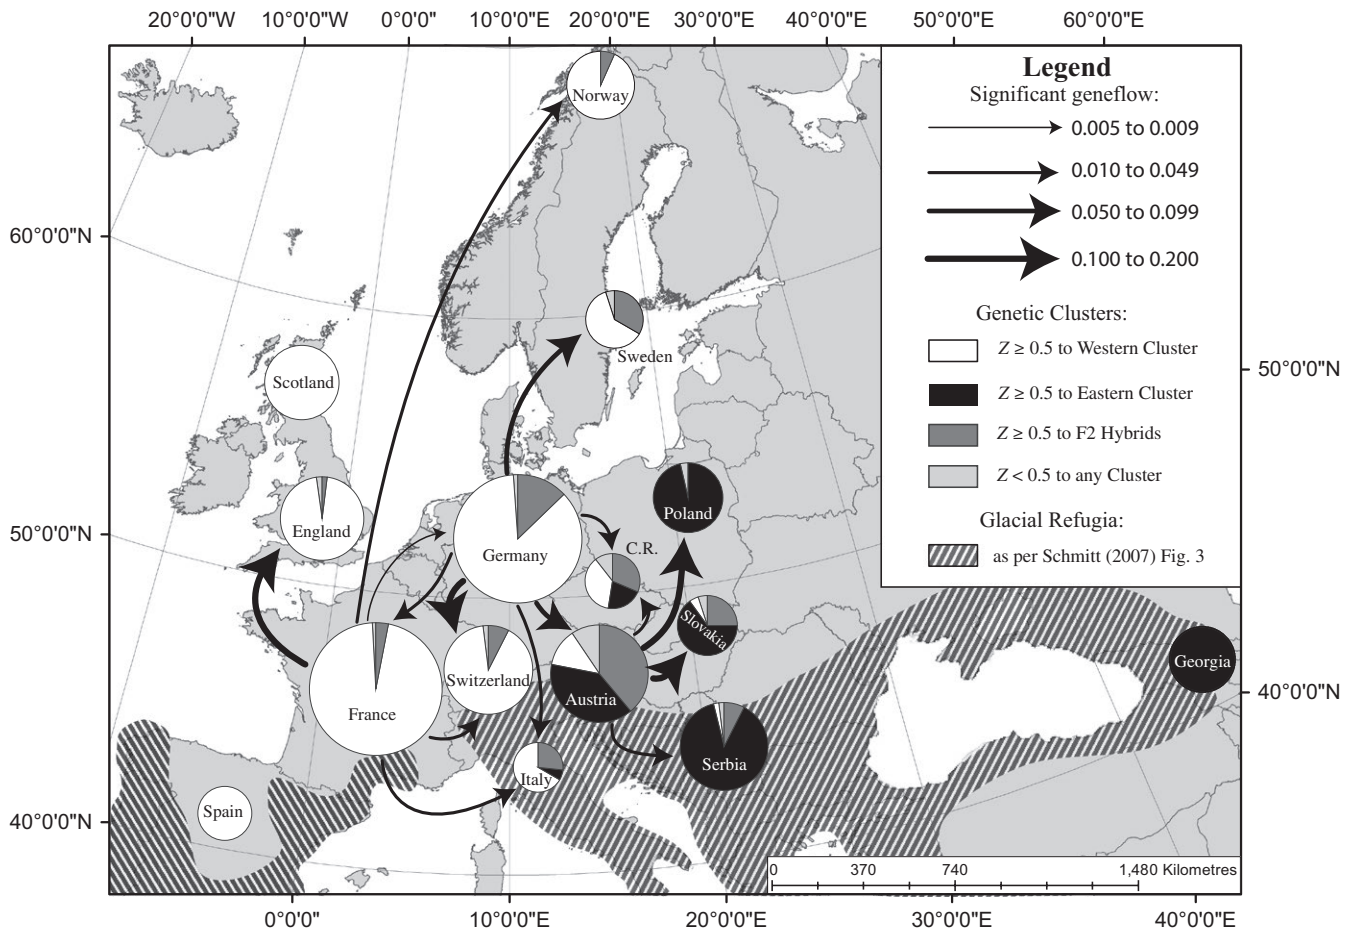 20°0'0"W 10°0'0"W 0°0'0" 10°0'0"E 20°0'0"E 30°0'0"E 40°0'0"E 50°0'0"E 60°0'0"E
Legend
Significant geneflow:
0.005 to 0.009
0.010 to 0.049
0.050 to 0.099
0.100 to 0.200
Genetic Clusters:
Z ≥ 0.5 to Western Cluster
Z ≥ 0.5 to Eastern Cluster
Z ≥ 0.5 to F2 Hybrids
Z < 0.5 to any Cluster
Glacial Refugia:
as per Schmitt (2007) Fig. 3
60°0'0"N
50°0'0"N
40°0'0"N
50°0'0"N
40°0'0"N
Norway
Sweden
Scotland
England
Germany
Poland
C.R.
Slovakia
Georgia
Switzerland
Austria
France
Serbia
Italy
Spain
0 370 740 1,480 Kilometres
0°0'0" 10°0'0"E 20°0'0"E 30°0'0"E 40°0'0"E